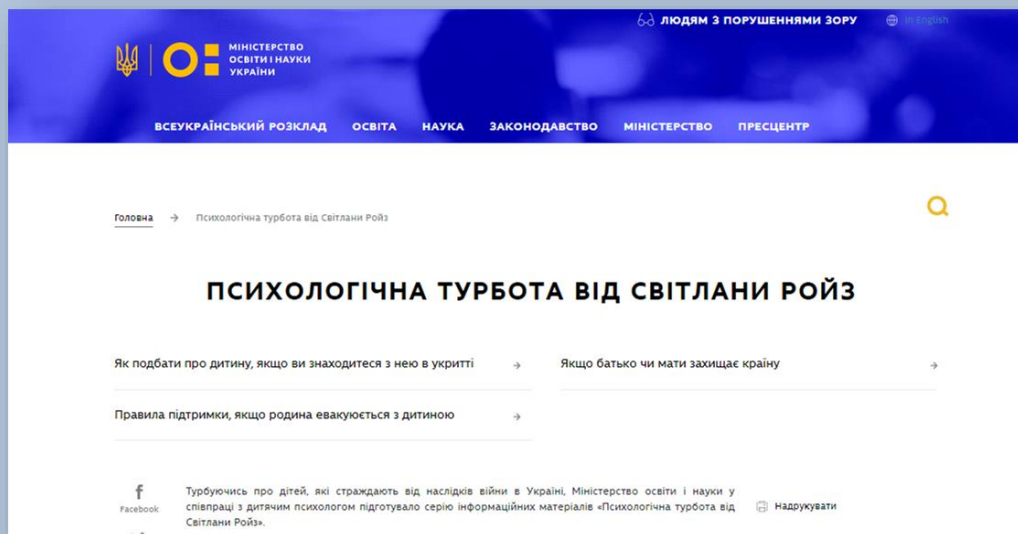 ЛЮДЯМ З ПОРУШЕННЯМИ ЗОРУ In English
МІНІСТЕРСТВО
ОСВІТИ І НАУКИ
УКРАЇНИ
ВСЕУКРАЇНСЬКИЙ РОЗКЛАД ОСВІТА НАУКА ЗАКОНОДАВСТВО МІНІСТЕРСТВО ПРЕСЦЕНТР
Головна → Психологічна турбота від Світлани Ройз
ПСИХОЛОГІЧНА ТУРБОТА ВІД СВІТЛАНИ РОЙЗ
Як подбати про дитину, якщо ви знаходитеся з нею в укритті →
Якщо батько чи мати захищає країну →
Правила підтримки, якщо родина евакуюється з дитиною →
Facebook
Турбуючись про дітей, які страждають від наслідків війни в Україні, Міністерство освіти і науки у
співпраці з дитячим психологом підготувало серію інформаційних матеріалів «Психологічна турбота від
Світлани Ройз».
Надрукувати